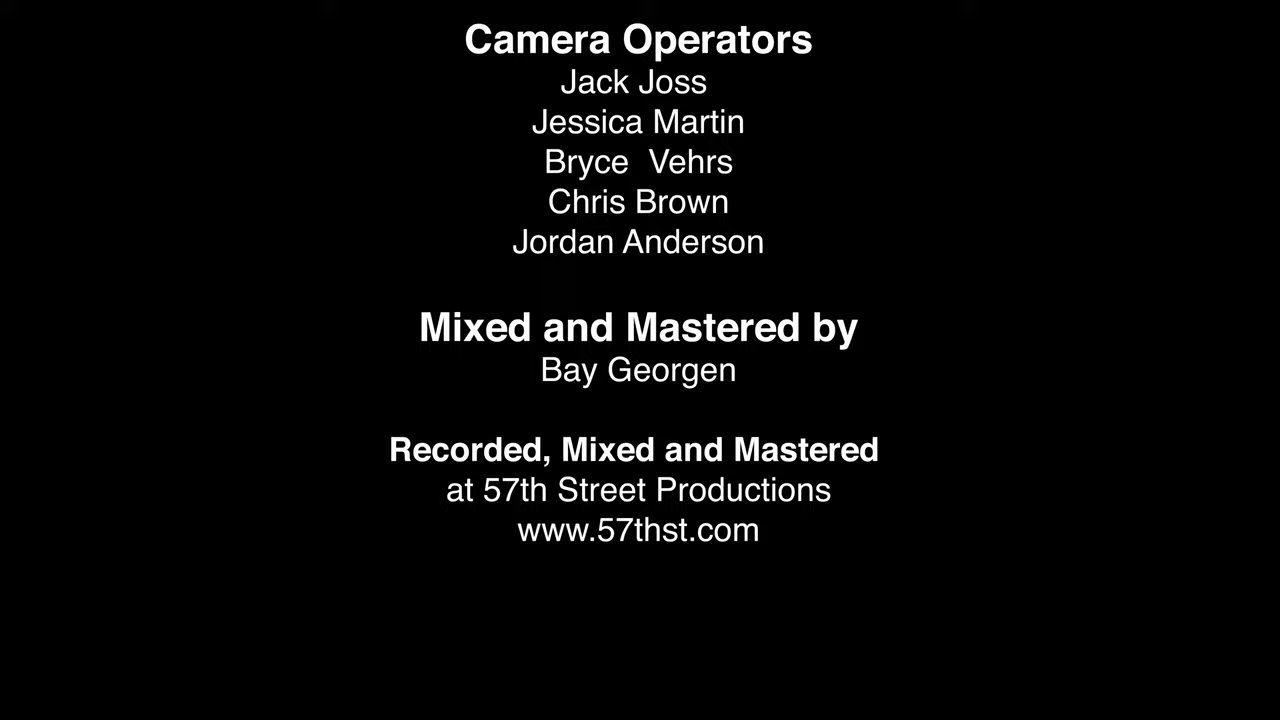 Camera Operators
Jack Joss
Jessica Martin
Bryce  Vehrs
Chris Brown
Jordan Anderson
Mixed and Mastered by
Bay Georgen
Recorded, Mixed and Mastered
at 57th Street Productions
www.57thst.com